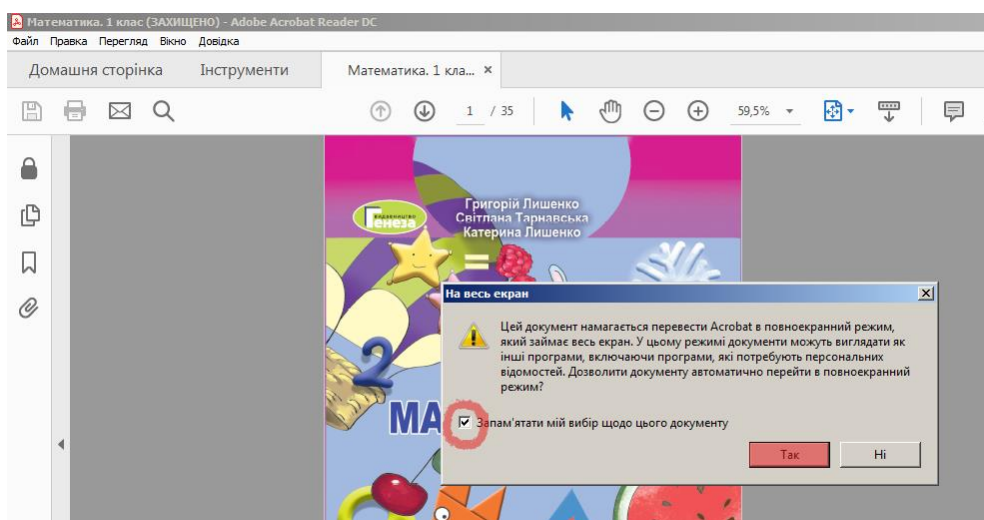 Математика. 1 клас (ЗАХИЩЕНО) - Adobe Acrobat Reader DC
Файл Правка Перегляд Вікно Довідка
Домашня сторінка Інструменти Математика. 1 кла... ×
1 / 35 59,5%
Видавництво
Генеза
Григорій Лишенко
Світлана Тарнавська
Катерина Лишенко
=
На весь екран
Цей документ намагається перевести Acrobat в повноекранний режим,
який займає весь екран. У цьому режимі документи можуть виглядати як
інші програми, включаючи програми, які потребують персональних
відомостей. Дозволити документу автоматично перейти в повноекранний
режим?
2
МА
Запам'ятати мій вибір щодо цього документу
Так Ні